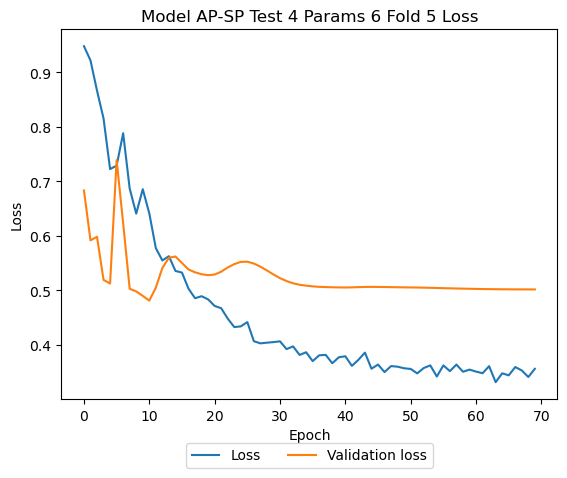 Model AP-SP Test 4 Params 6 Fold 5 Loss
0.9
0.8
0.7
0.6
0.5
0.4
Loss
0 10 20 30 40 50 60 70
Epoch
Loss Validation loss